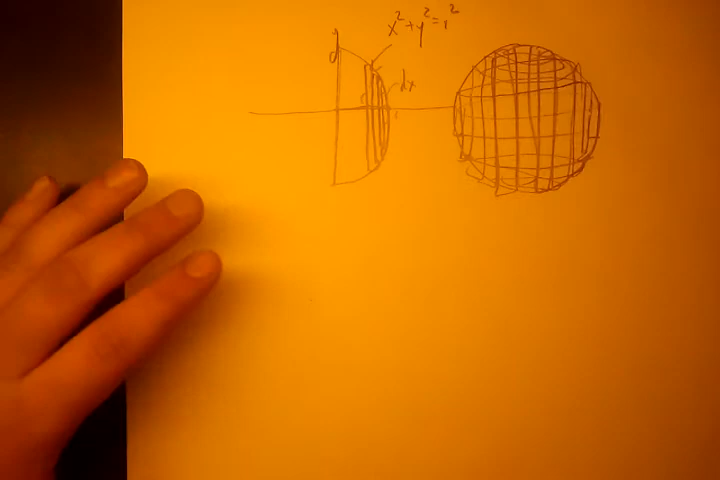 x² + y² = r²
d
dx
r